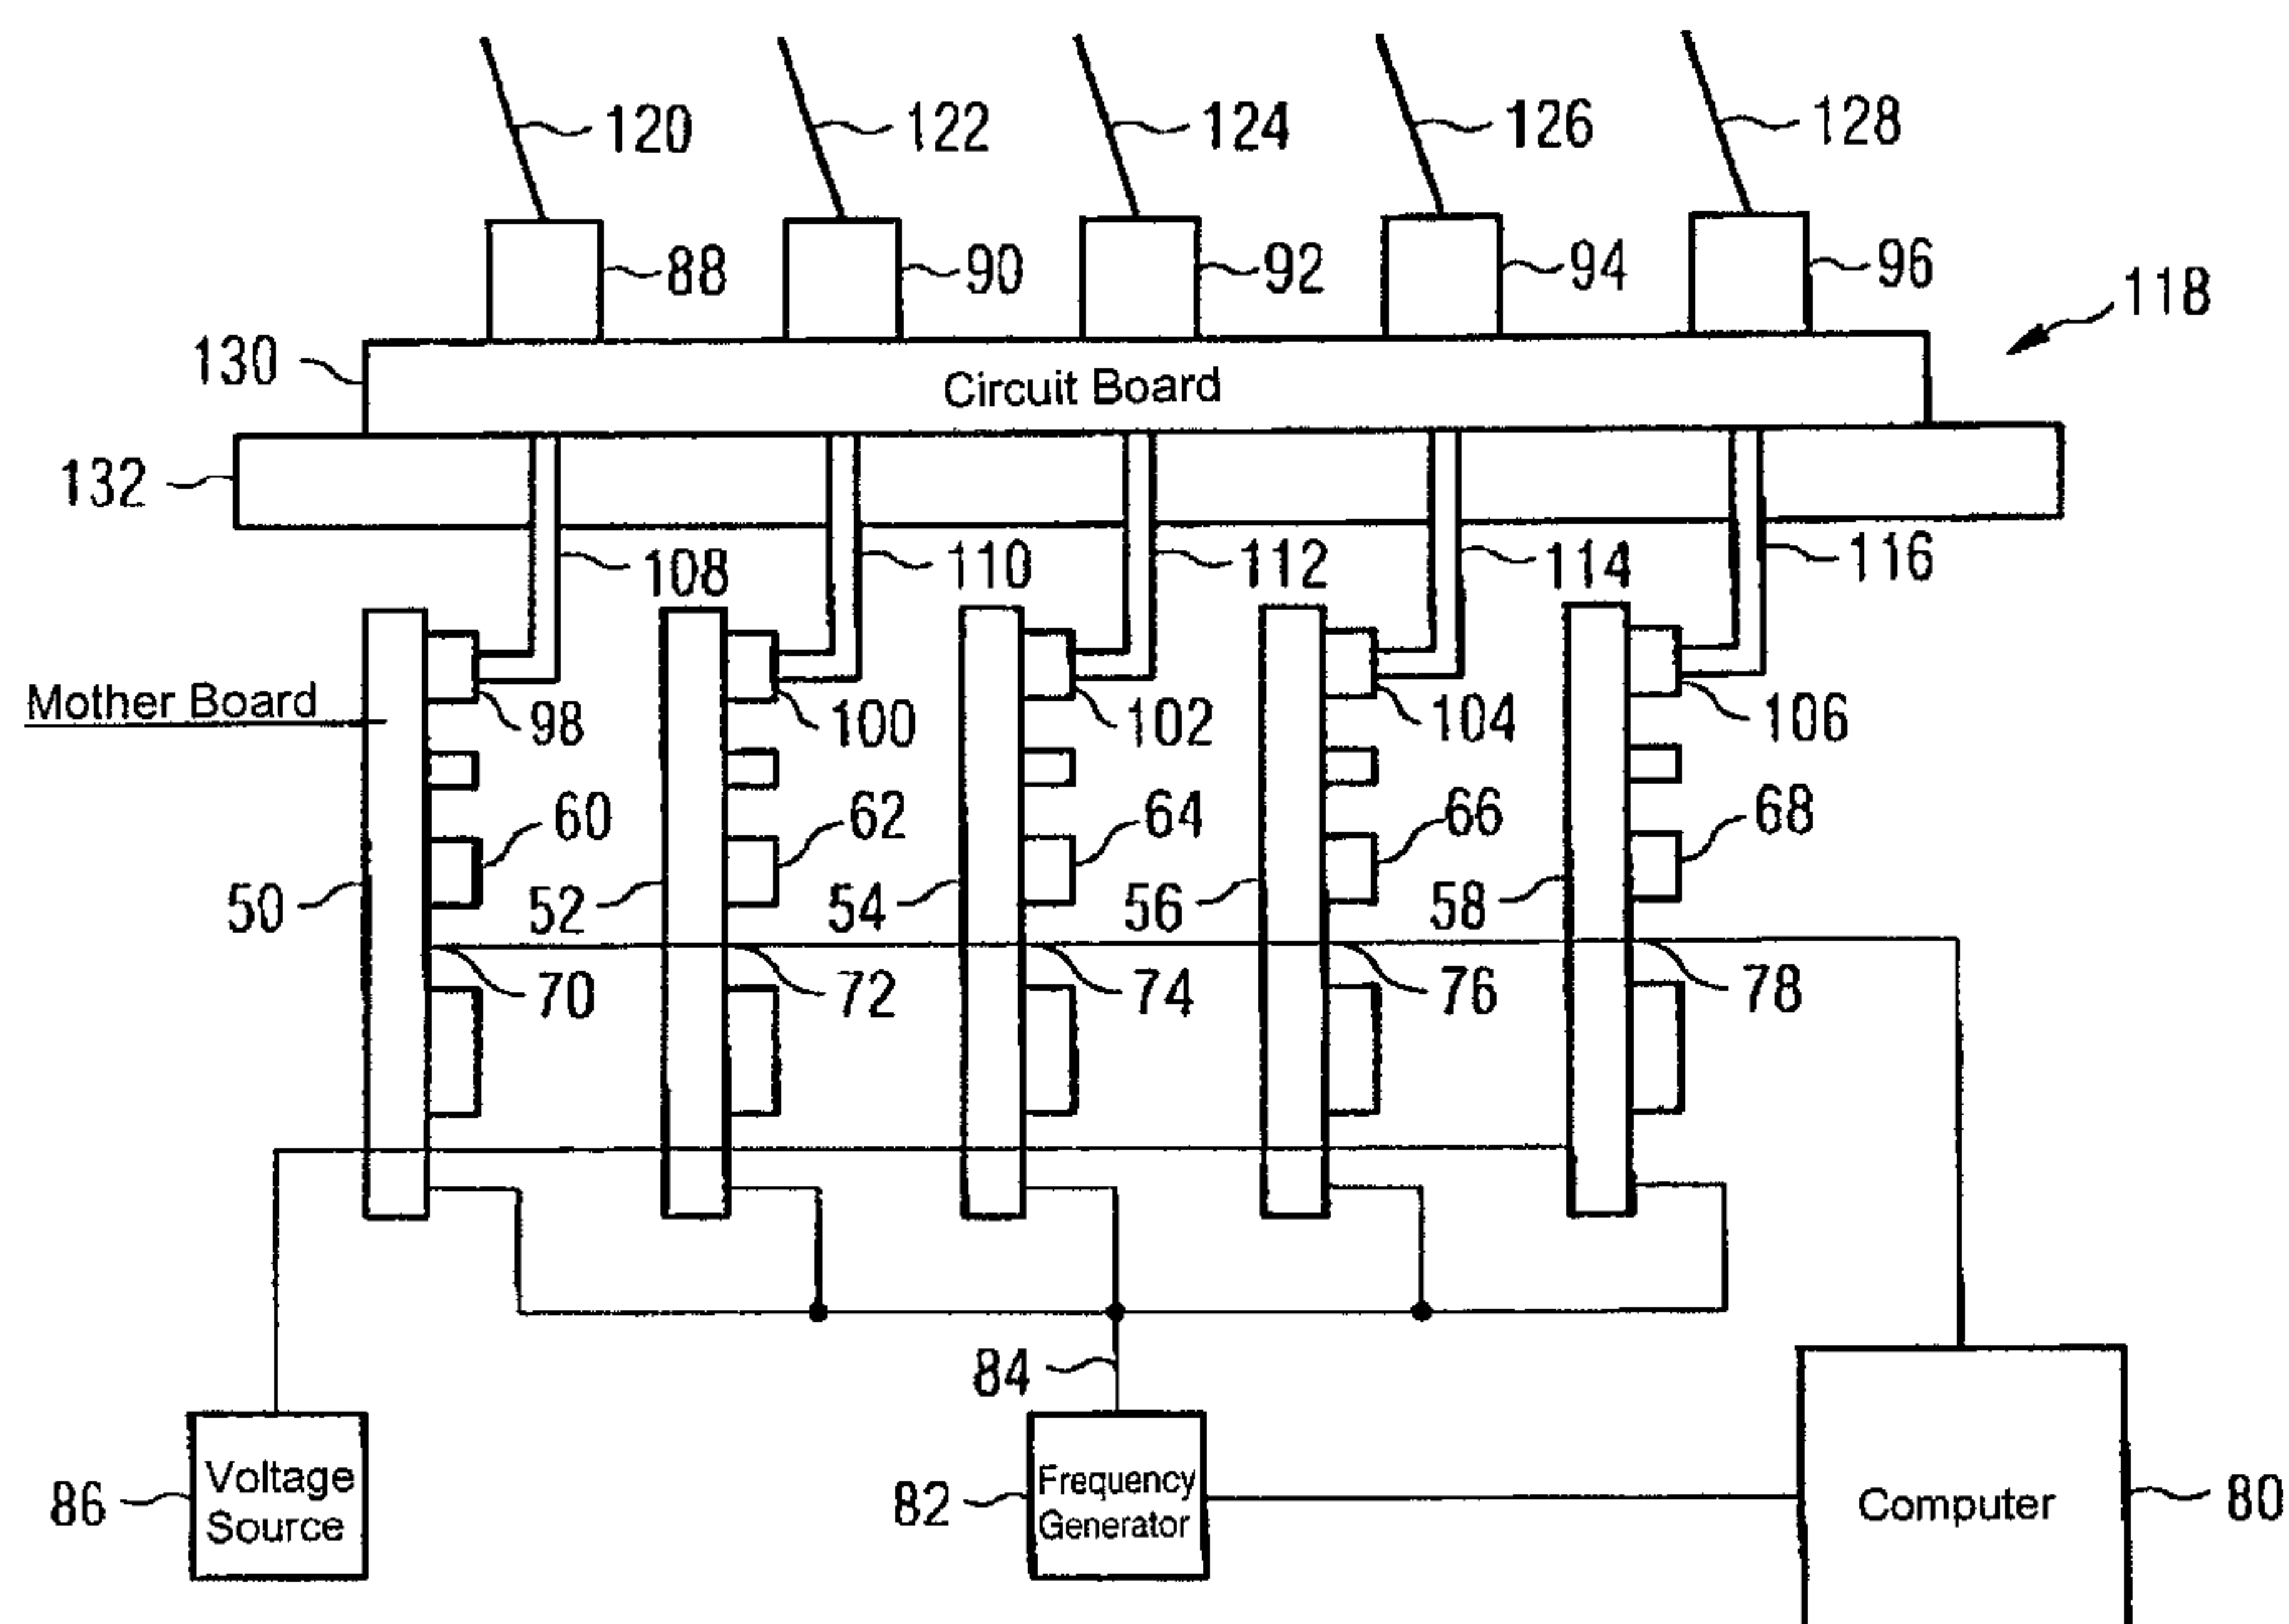 120 122 124 126 128
88 90 92 94 96
118
130
Circuit Board
132
108 110 112 114 116
Mother Board
98 100 102 104 106
60 62 64 66 68
50 52 54 56 58
70 72 74 76 78
84
86
Voltage
Source
82
Frequency
Generator
Computer
80